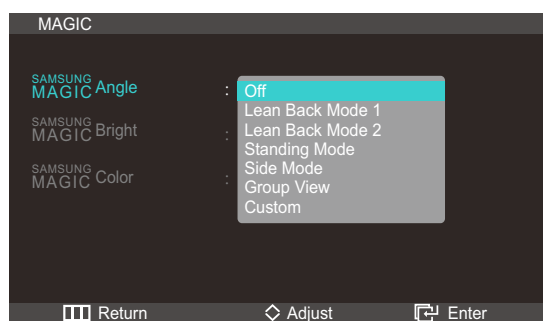 MAGIC
SAMSUNG MAGIC Angle : Off
Lean Back Mode 1
SAMSUNG MAGIC Bright : Lean Back Mode 2
Standing Mode
SAMSUNG MAGIC Color : Side Mode
Group View
Custom
Return Adjust Enter